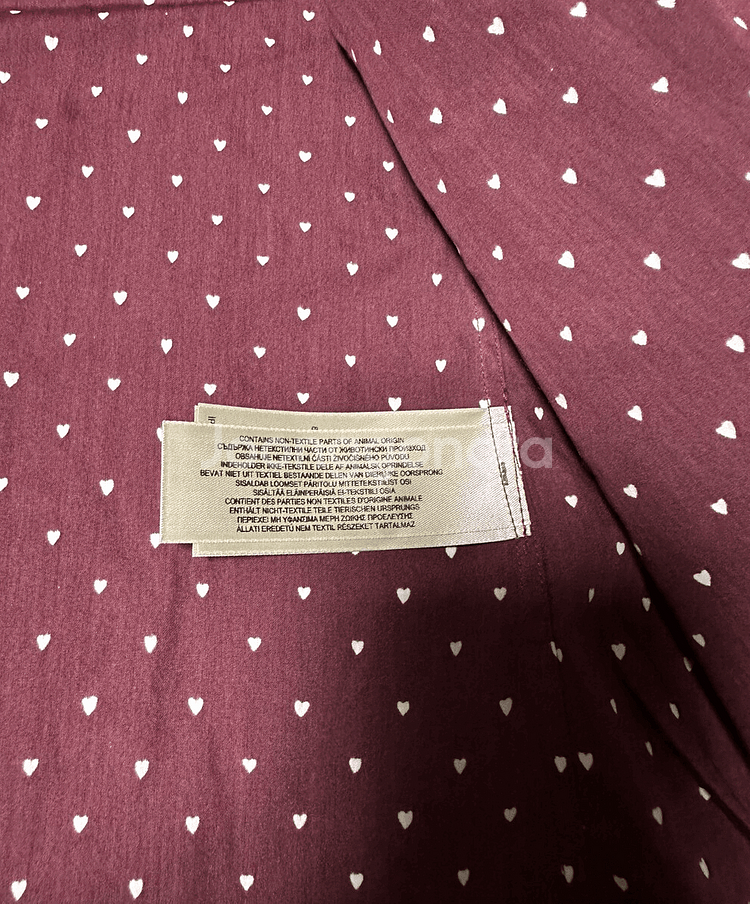 CONTAINS NON-TEXTILE PARTS OF ANIMAL ORIGIN
СЪДЪРЖА НЕТЕКСТИЛНИ ЧАСТИ ОТ ЖИВОТИНСКИ ПРОИЗХОД
OBSAHUJE NETEXTILNÍ ČÁSTI ŽIVOČIŠNÉHO PŮVODU
INDEHOLDER IKKE-TEKSTILE DELE AF ANIMALSK OPRINDELSE
BEVAT NIET UIT TEXTIEL BESTAANDE DELEN VAN DIERLIJKE OORSPRONG
SISALDAB LOOMSET PÄRITOLU MITTETEKSTIILIST OSI
SISÄLTÄÄ ELÄINPERÄISIÄ EI-TEKSTIILI OSIA
CONTIENT DES PARTIES NON TEXTILES D'ORIGINE ANIMALE
ENTHÄLT NICHT-TEXTILE TEILE TIERISCHEN URSPRUNGS
ΠΕΡΙΕΧΕΙ ΜΗ ΥΦΑΣΙΜΑ ΜΕΡΗ ΖΩΙΚΗΣ ΠΡΟΕΛΕΥΣΗΣ
ÁLLATI EREDETŰ NEM TEXTIL RÉSZEKET TARTALMAZ